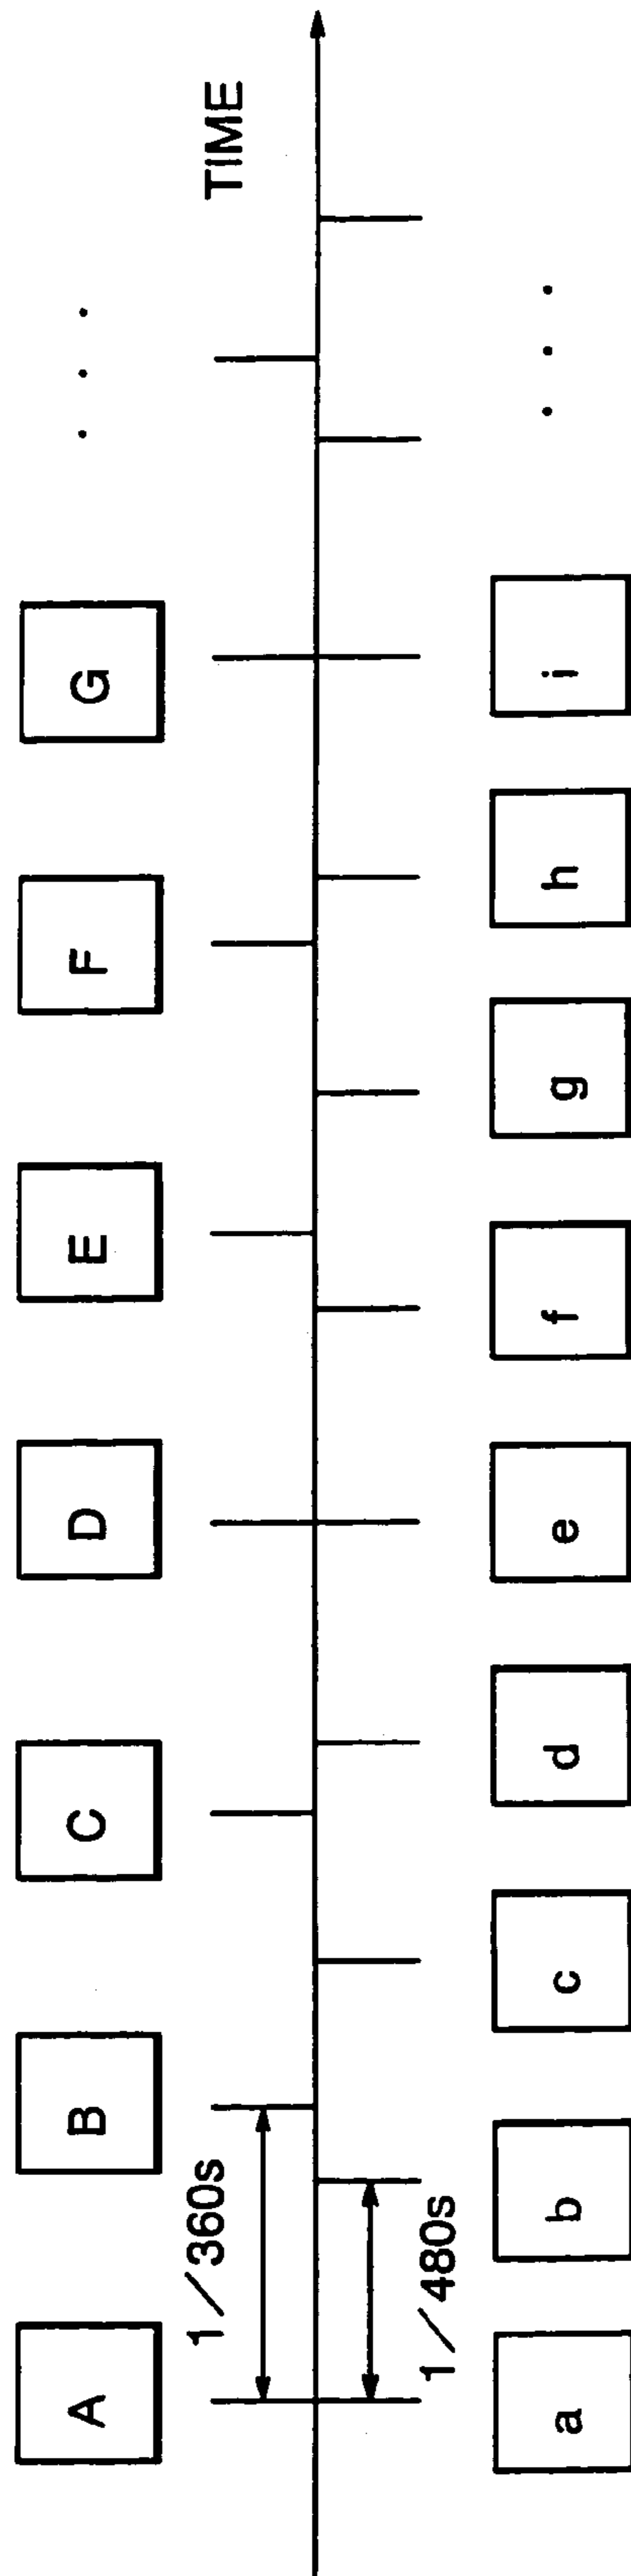 A B C D E F G . . .
TIME
1/360s
1/480s
a b c d e f g h i . . .